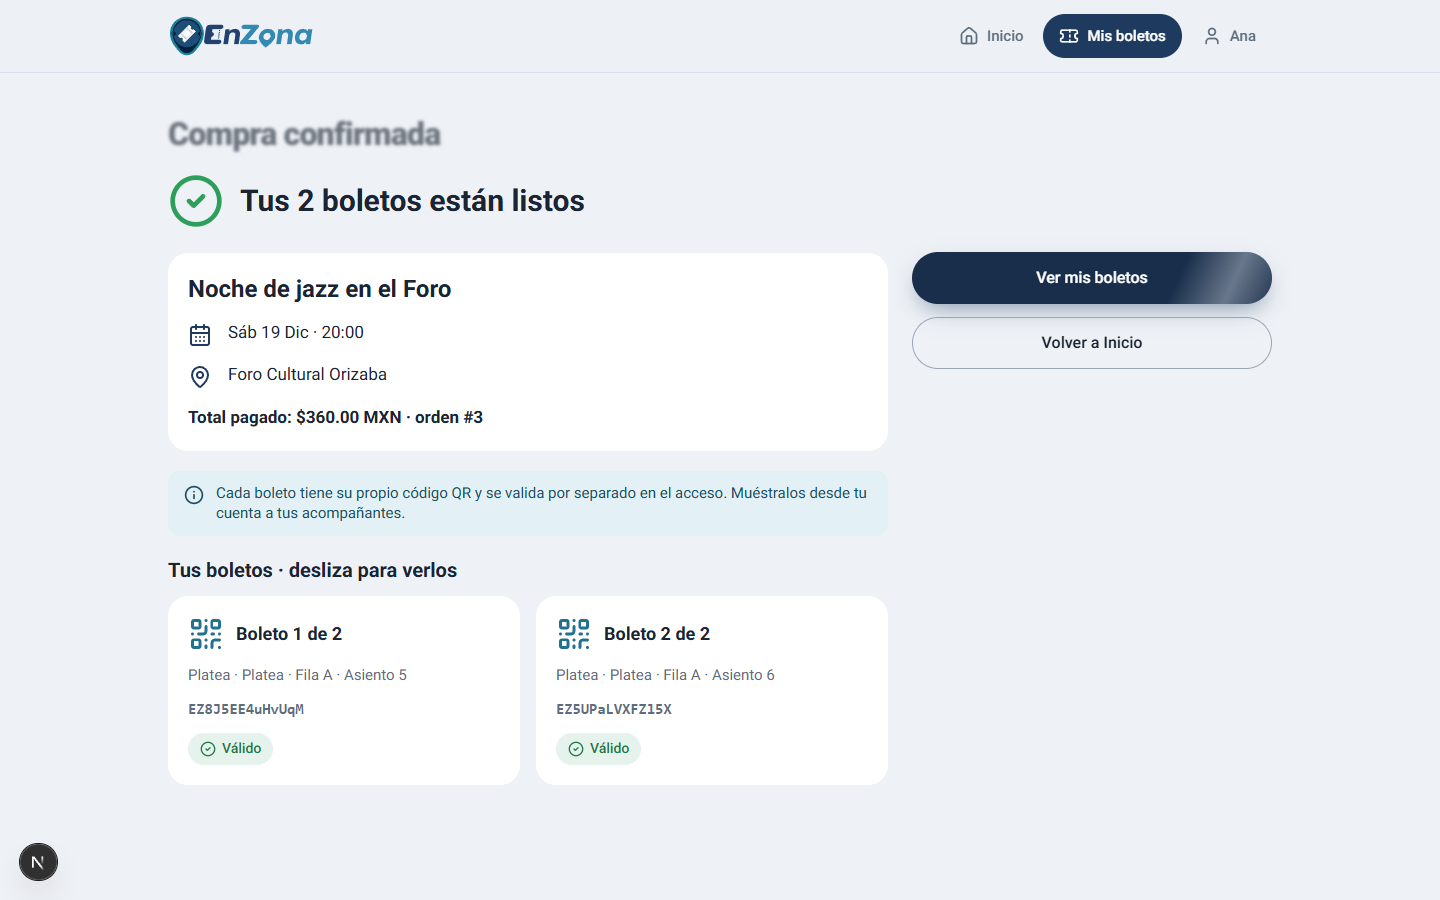 EnZona
Inicio
Mis boletos
Ana
Compra confirmada
Tus 2 boletos están listos
Noche de jazz en el Foro
Sáb 19 Dic · 20:00
Foro Cultural Orizaba
Total pagado: $360.00 MXN · orden #3
Ver mis boletos
Volver a Inicio
Cada boleto tiene su propio código QR y se valida por separado en el acceso. Muéstralos desde tu
cuenta a tus acompañantes.
Tus boletos · desliza para verlos
Boleto 1 de 2
Platea · Platea · Fila A · Asiento 5
EZ8J5EE4uHvUqM
Válido
Boleto 2 de 2
Platea · Platea · Fila A · Asiento 6
EZ5UPaLVXFZ15X
Válido
N